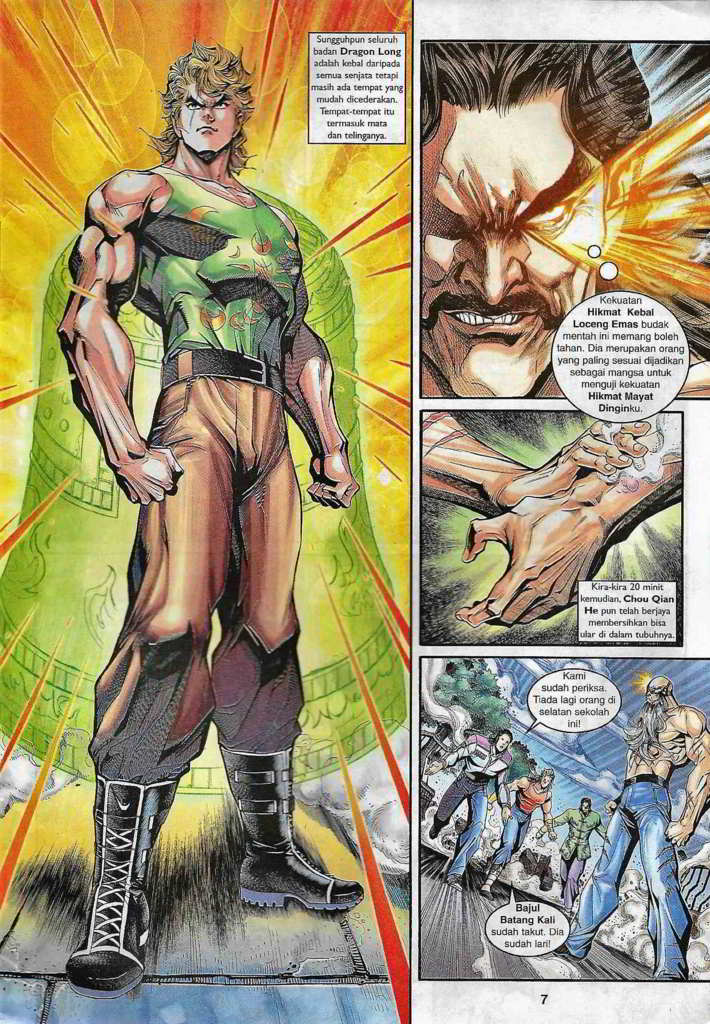 Sungguhpun seluruh
badan Dragon Long
adalah kebal daripada
semua senjata tetapi
masih ada tempat yang
mudah dicederakan.
Tempat-tempat itu
termasuk mata
dan telinganya.
Kekuatan
Hikmat Kebal
Loceng Emas budak
mentah ini memang boleh
tahan. Dia merupakan orang
yang paling sesuai dijadikan
sebagai mangsa untuk
menguji kekuatan
Hikmat Mayat
Dinginku.
Kira-kira 20 minit
kemudian, Chou Qian
He pun telah berjaya
membersihkan bisa
ular di dalam tubuhnya.
Kami
sudah periksa.
Tiada lagi orang di
selatan sekolah
ini!
Bajul
Batang Kali
sudah takut. Dia
sudah lari!
7